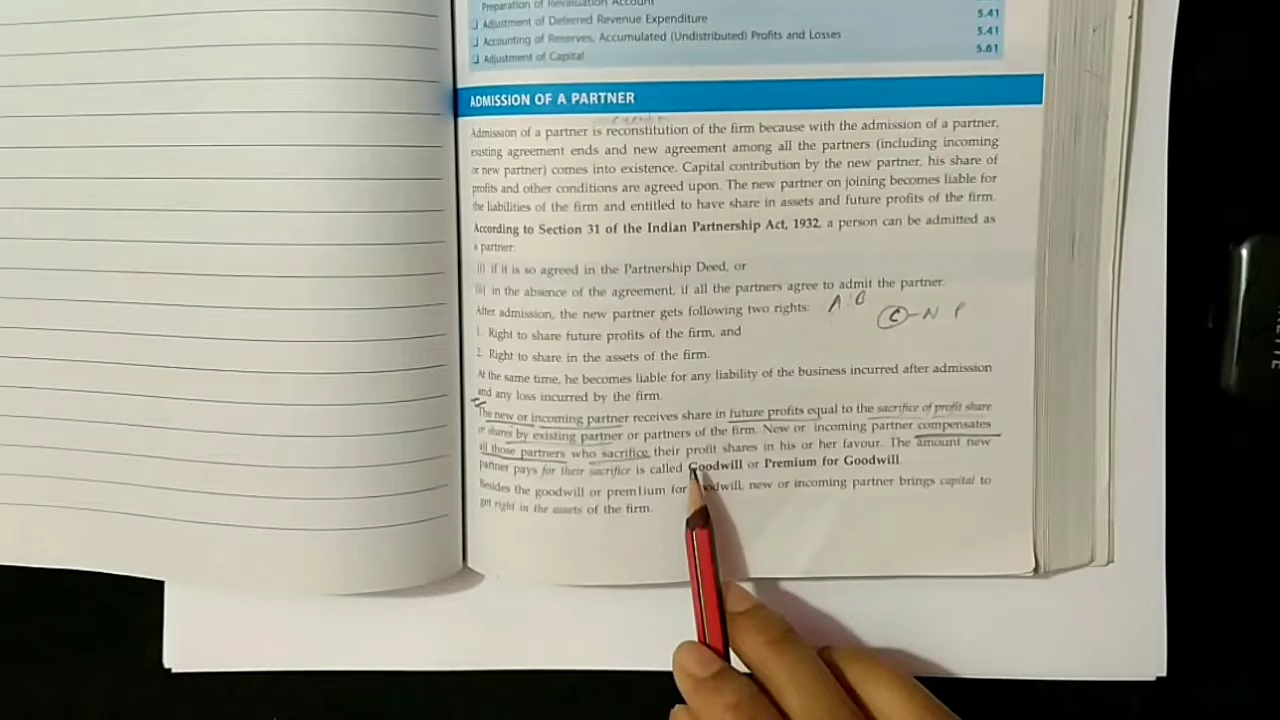 Preparation of Revaluation Account
❑ Adjustment of Deferred Revenue Expenditure 5.41
❑ Accounting of Reserves, Accumulated (Undistributed) Profits and Losses 5.41
❑ Adjustment of Capital 5.61
ADMISSION OF A PARTNER
Admission of a partner is reconstitution of the firm because with the admission of a partner,
existing agreement ends and new agreement among all the partners (including incoming
or new partner) comes into existence. Capital contribution by the new partner, his share of
profits and other conditions are agreed upon. The new partner on joining becomes liable for
the liabilities of the firm and entitled to have share in assets and future profits of the firm.
According to Section 31 of the Indian Partnership Act, 1932, a person can be admitted as
a partner:
(i) if it is so agreed in the Partnership Deed, or
(ii) in the absence of the agreement, if all the partners agree to admit the partner.
After admission, the new partner gets following two rights: A : B
C - N P
1. Right to share future profits of the firm, and
2. Right to share in the assets of the firm.
At the same time, he becomes liable for any liability of the business incurred after admission
and any loss incurred by the firm.
The new or incoming partner receives share in future profits equal to the sacrifice of profit share
or shares by existing partner or partners of the firm. New or incoming partner compensates
all those partners who sacrifice their profit shares in his or her favour. The amount new
partner pays for their sacrifice is called Goodwill or Premium for Goodwill.
Besides the goodwill or premlium for Goodwill, new or incoming partner brings capital to
get right in the assets of the firm.